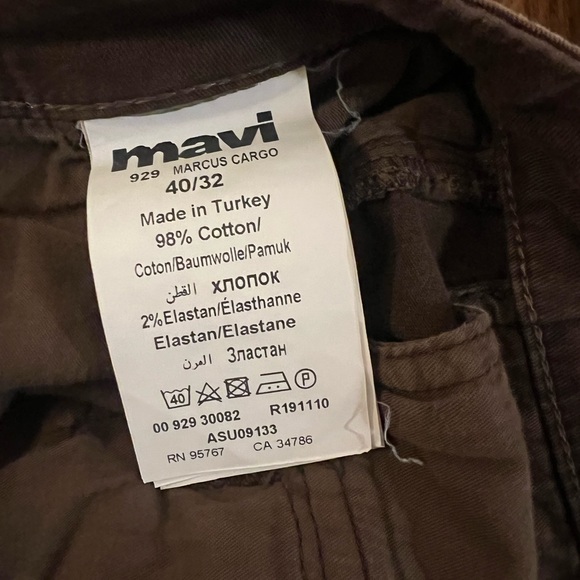 mavi
929 MARCUS CARGO
40/32
Made in Turkey
98% Cotton/
Coton/Baumwolle/Pamuk
القطن хлопок
2%Elastan/Élasthanne
Elastan/Elastane
العرن Зластан
40 P
00 929 30082 R191110
ASU09133
RN 95767 CA 34786